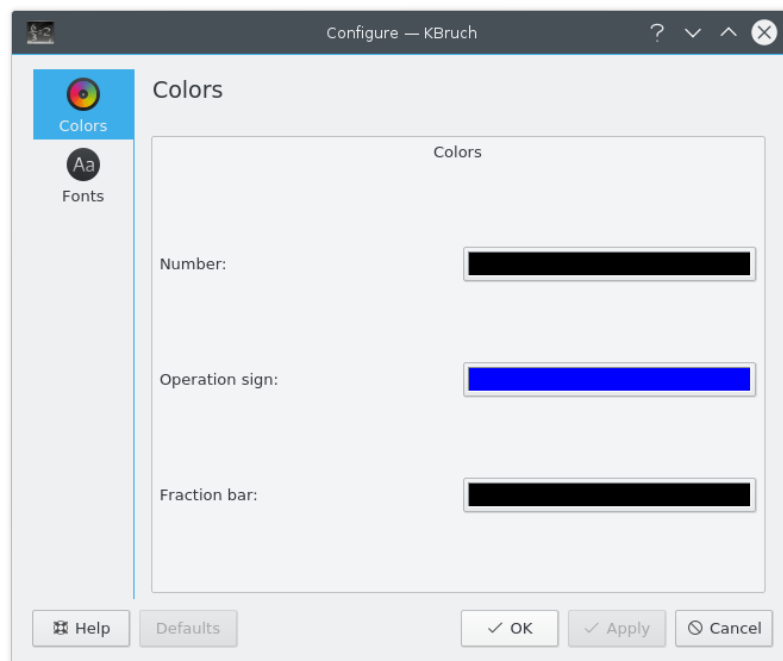 Configure — KBruch
Colors
Fonts
Colors
Colors
Number:
Operation sign:
Fraction bar:
Help
Defaults
OK
Apply
Cancel